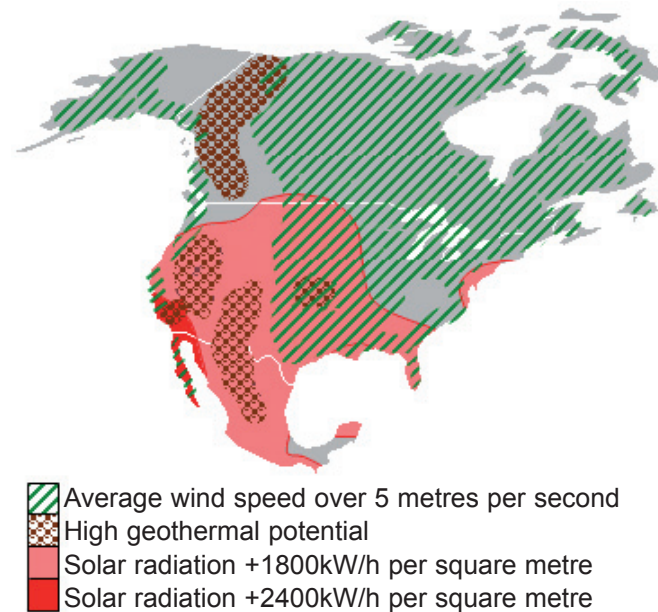 Average wind speed over 5 metres per second
High geothermal potential
Solar radiation +1800kW/h per square metre
Solar radiation +2400kW/h per square metre